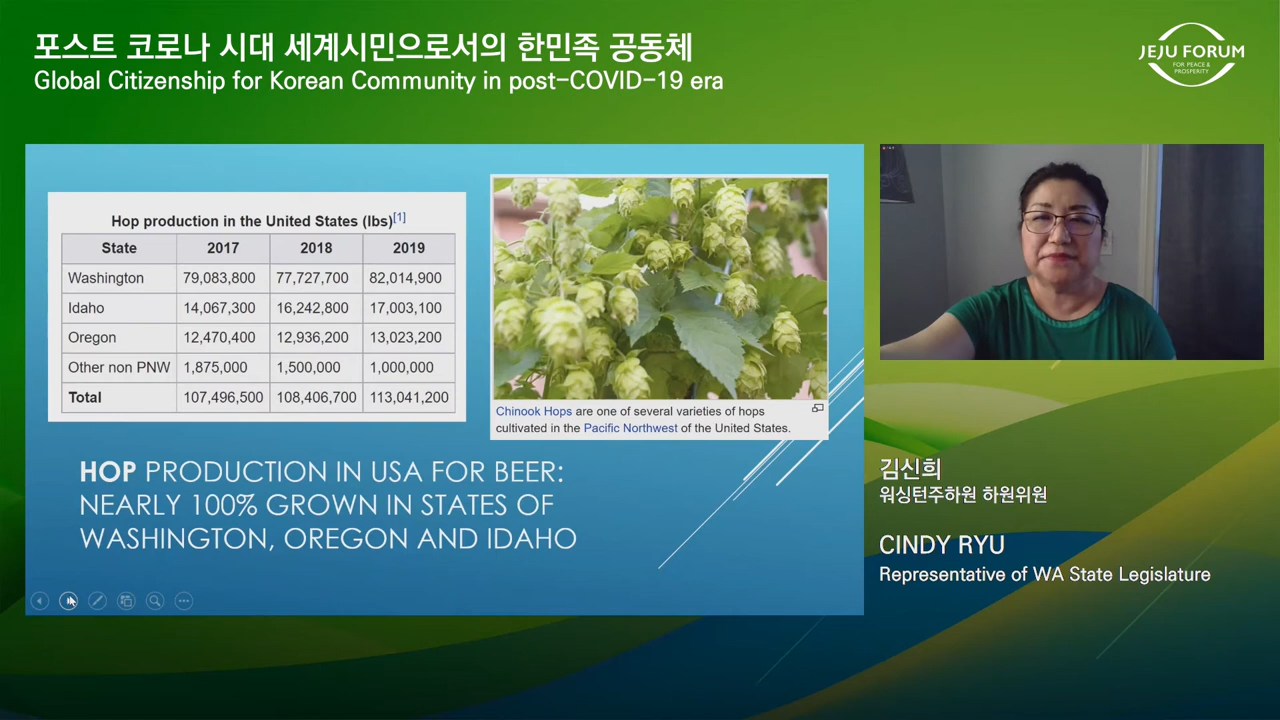 포스트 코로나 시대 세계시민으로서의 한민족 공동체
Global Citizenship for Korean Community in post-COVID-19 era
JEJU FORUM
FOR PEACE &
PROSPERITY
Hop production in the United States (lbs)[1]
State 2017 2018 2019
Washington 79,083,800 77,727,700 82,014,900
Idaho 14,067,300 16,242,800 17,003,100
Oregon 12,470,400 12,936,200 13,023,200
Other non PNW 1,875,000 1,500,000 1,000,000
Total 107,496,500 108,406,700 113,041,200
Chinook Hops are one of several varieties of hops
cultivated in the Pacific Northwest of the United States.
HOP PRODUCTION IN USA FOR BEER:
NEARLY 100% GROWN IN STATES OF
WASHINGTON, OREGON AND IDAHO
김신희
워싱턴주하원 하원위원
CINDY RYU
Representative of WA State Legislature